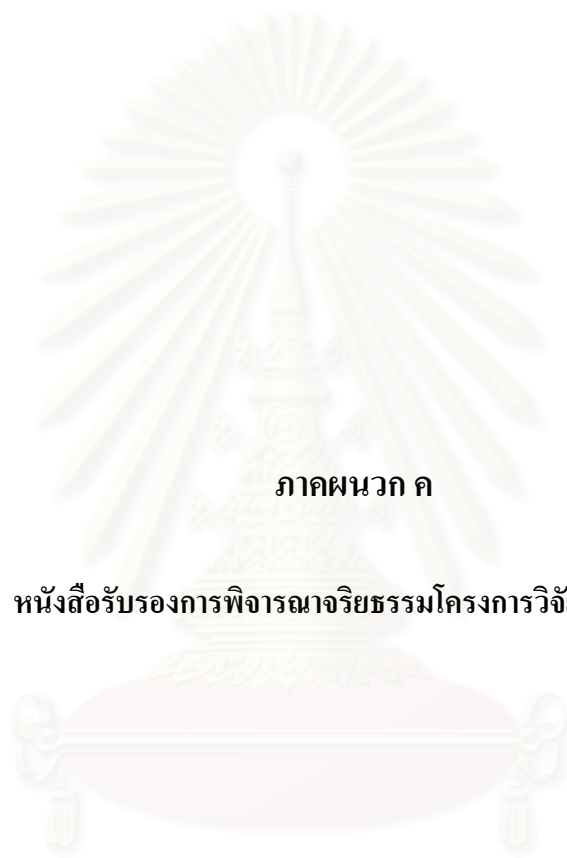 ภาคผนวก ค
หนังสือรับรองการพิจารณาจริยธรรมโครงการวิจั